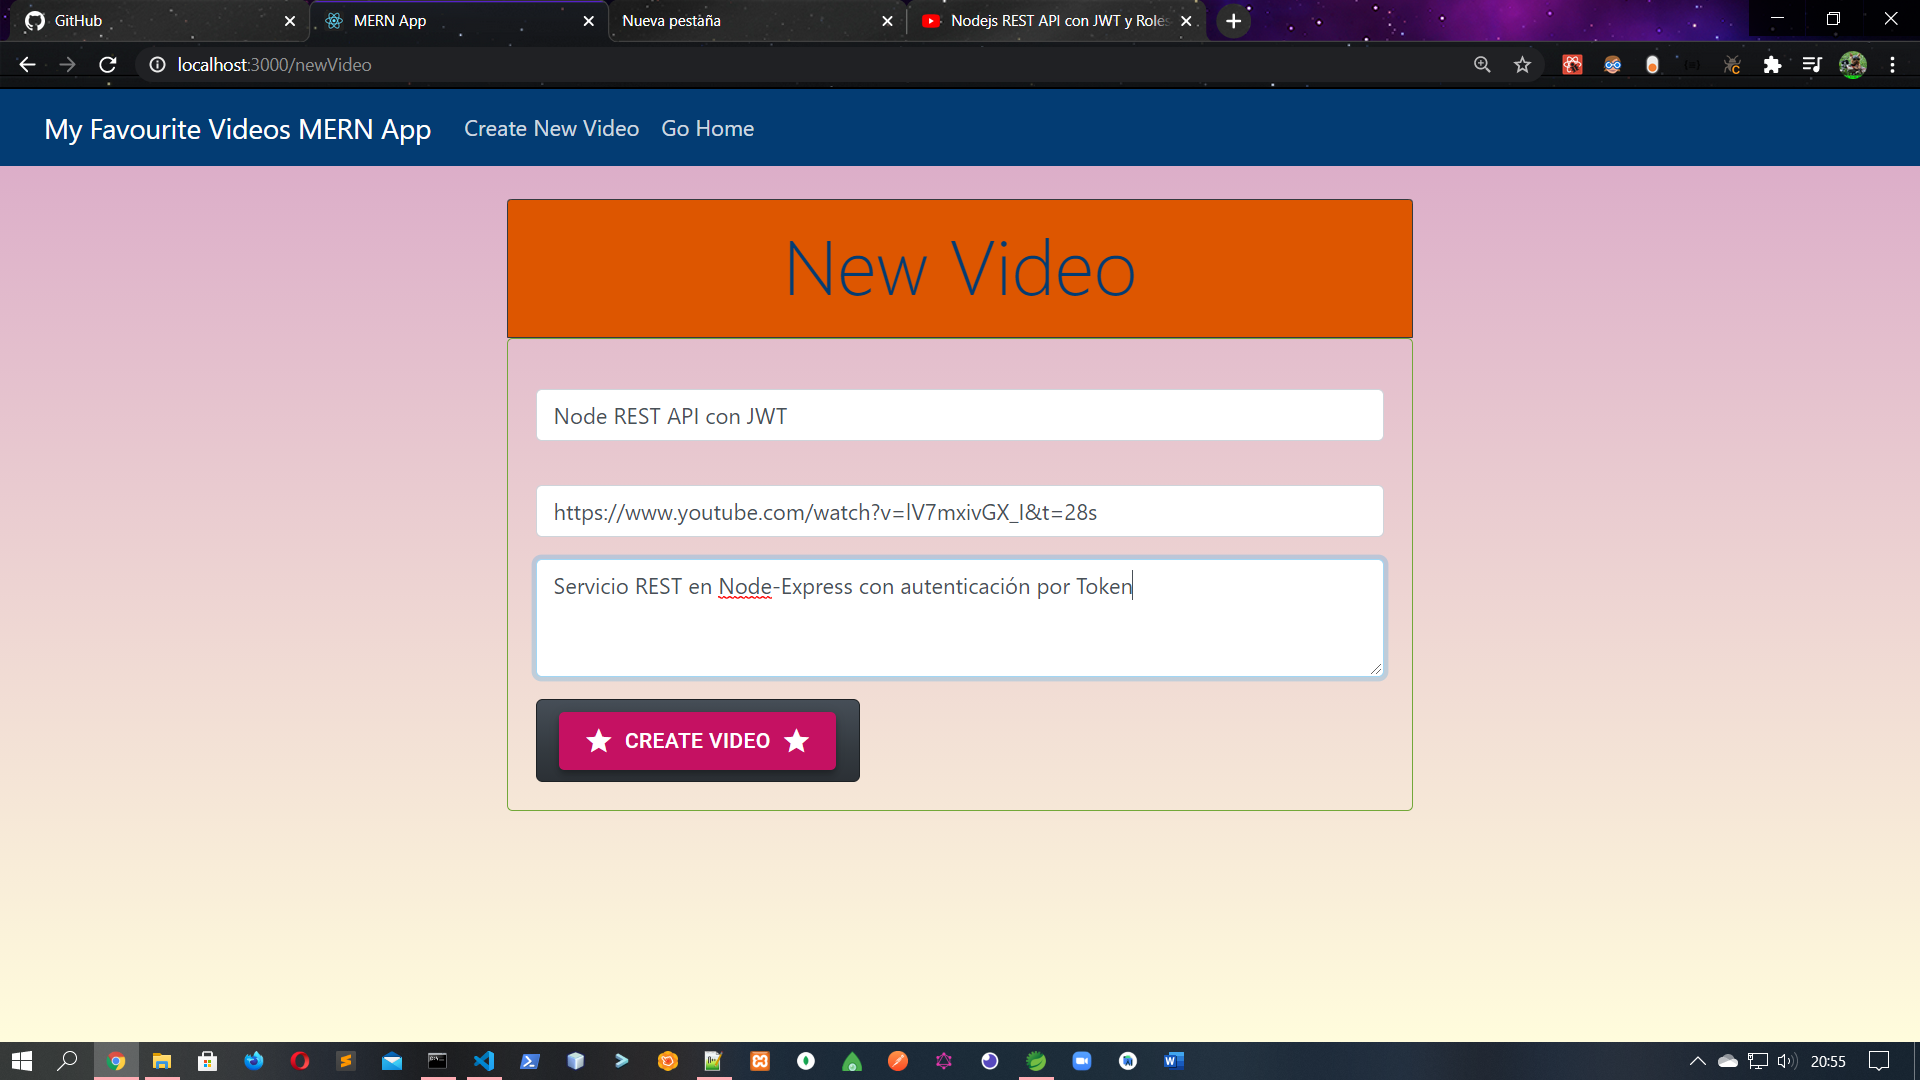 GitHub
MERN App
Nueva pestaña
Nodejs REST API con JWT y Roles
localhost:3000/newVideo
My Favourite Videos MERN App
Create New Video
Go Home
New Video
Node REST API con JWT
https://www.youtube.com/watch?v=lV7mxivGX_I&t=28s
Servicio REST en Node-Express con autenticación por Token
CREATE VIDEO
20:55